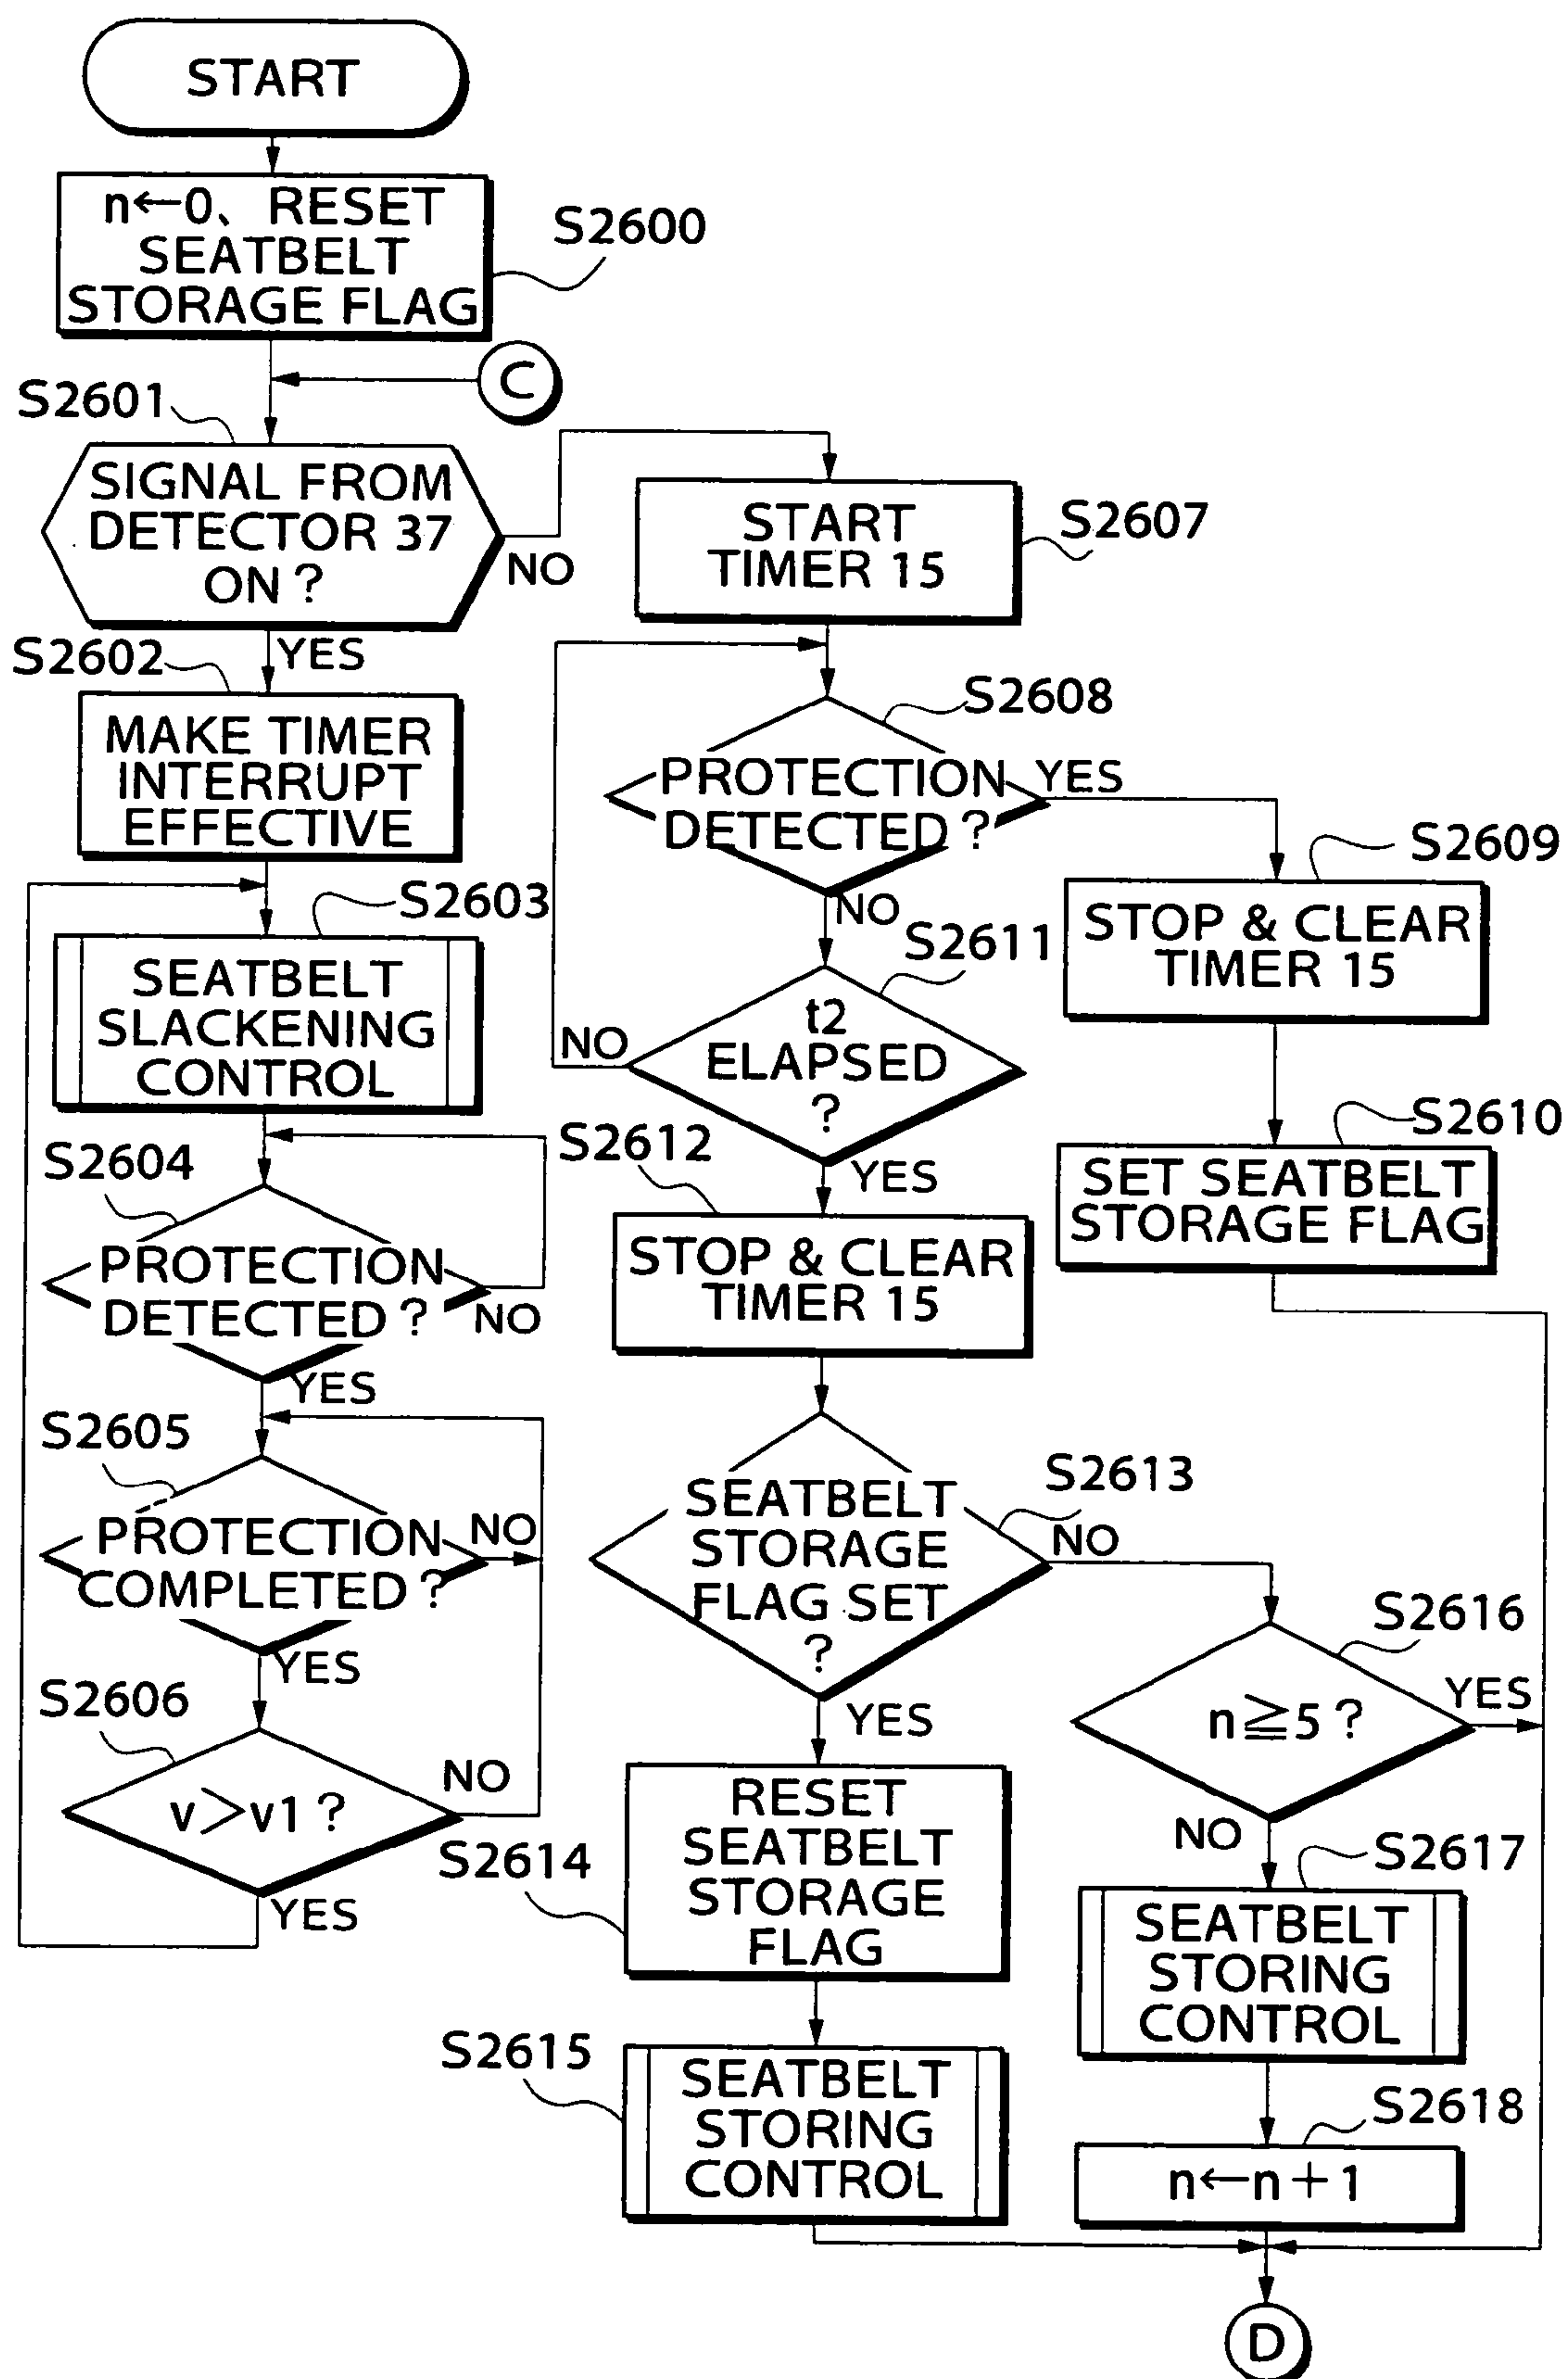 START
n←0、RESET
SEATBELT
STORAGE FLAG
S2600
C
S2601
SIGNAL FROM
DETECTOR 37
ON ?
NO
YES
S2602
MAKE TIMER
INTERRUPT
EFFECTIVE
S2603
SEATBELT
SLACKENING
CONTROL
S2604
PROTECTION
DETECTED ?
NO
YES
S2605
PROTECTION
COMPLETED ?
NO
YES
S2606
v>v1 ?
NO
YES
START
TIMER 15
S2607
S2608
PROTECTION
DETECTED ?
YES
NO
S2609
STOP & CLEAR
TIMER 15
S2610
SET SEATBELT
STORAGE FLAG
S2611
t2
ELAPSED
?
NO
YES
S2612
STOP & CLEAR
TIMER 15
S2613
SEATBELT
STORAGE
FLAG SET
?
NO
YES
S2614
RESET
SEATBELT
STORAGE
FLAG
S2615
SEATBELT
STORING
CONTROL
S2616
n≧5 ?
YES
NO
S2617
SEATBELT
STORING
CONTROL
S2618
n←n+1
D